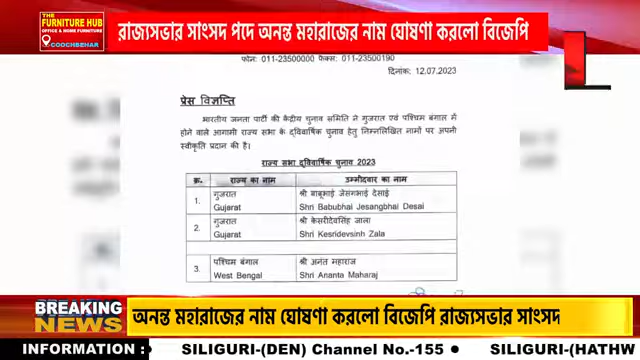 THE
FURNITURE HUB
OFFICE & HOME FURNITURE
COOCHBEHAR
রাজ্যসভার সাংসদ পদে অনন্ত মহারাজের নাম ঘোষণা করলো বিজেপি
फोन: 011-23500000 फैक्स: 011-23500190
दिनांक: 12.07.2023
प्रेस विज्ञप्ति
भारतीय जनता पार्टी की केंद्रीय चुनाव समिति ने गुजरात एवं पश्चिम बंगाल में
होने वाले आगामी राज्य सभा के द्विवार्षिक चुनाव हेतु निम्नलिखित नामों पर अपनी
स्वीकृति प्रदान की है।
राज्य सभा द्विवार्षिक चुनाव 2023
क्र. राज्य का नाम उम्मीदवार का नाम
1. गुजरात श्री बाबूभाई जेसंगभाई देसाई
Gujarat Shri Babubhai Jesangbhai Desai
2. गुजरात श्री केसरीदेवसिंह झाला
Gujarat Shri Kesridevsinh Zala
3. पश्चिम बंगाल श्री अनंत महाराज
West Bengal Shri Ananta Maharaj
BREAKING
NEWS
অনন্ত মহারাজের নাম ঘোষণা করলো বিজেপি রাজ্যসভার সাংসদ
INFORMATION : SILIGURI-(DEN) Channel No.-155 ● SILIGURI-(HATHW